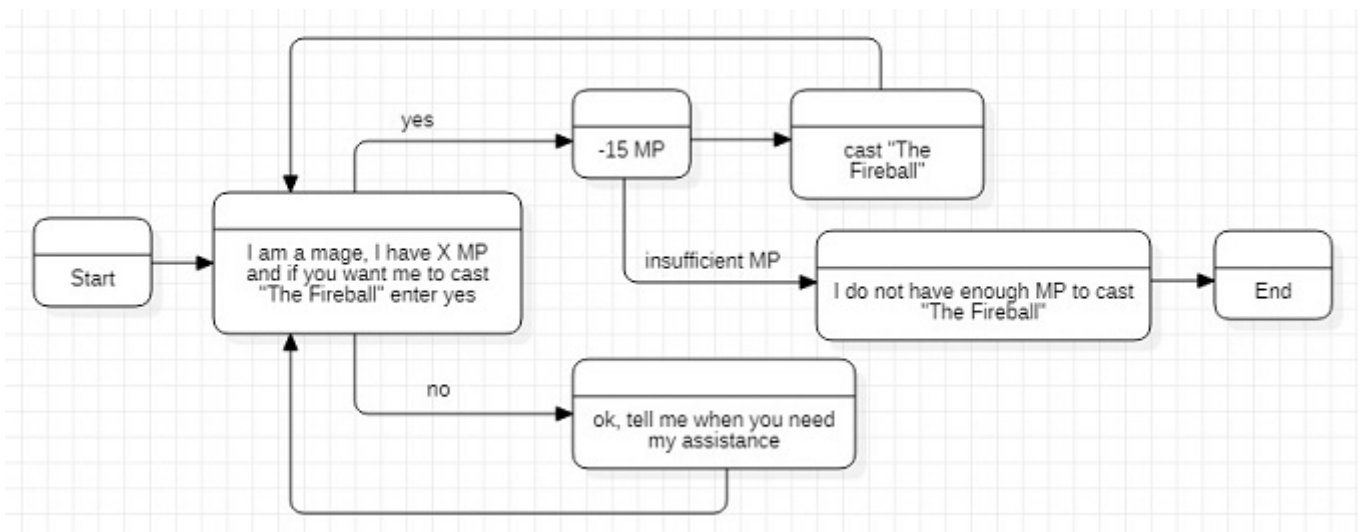 yes
-15 MP
cast "The
Fireball"
I am a mage, I have X MP
and if you want me to cast
"The Fireball" enter yes
Start
insufficient MP
I do not have enough MP to cast
"The Fireball"
End
no
ok, tell me when you need
my assistance